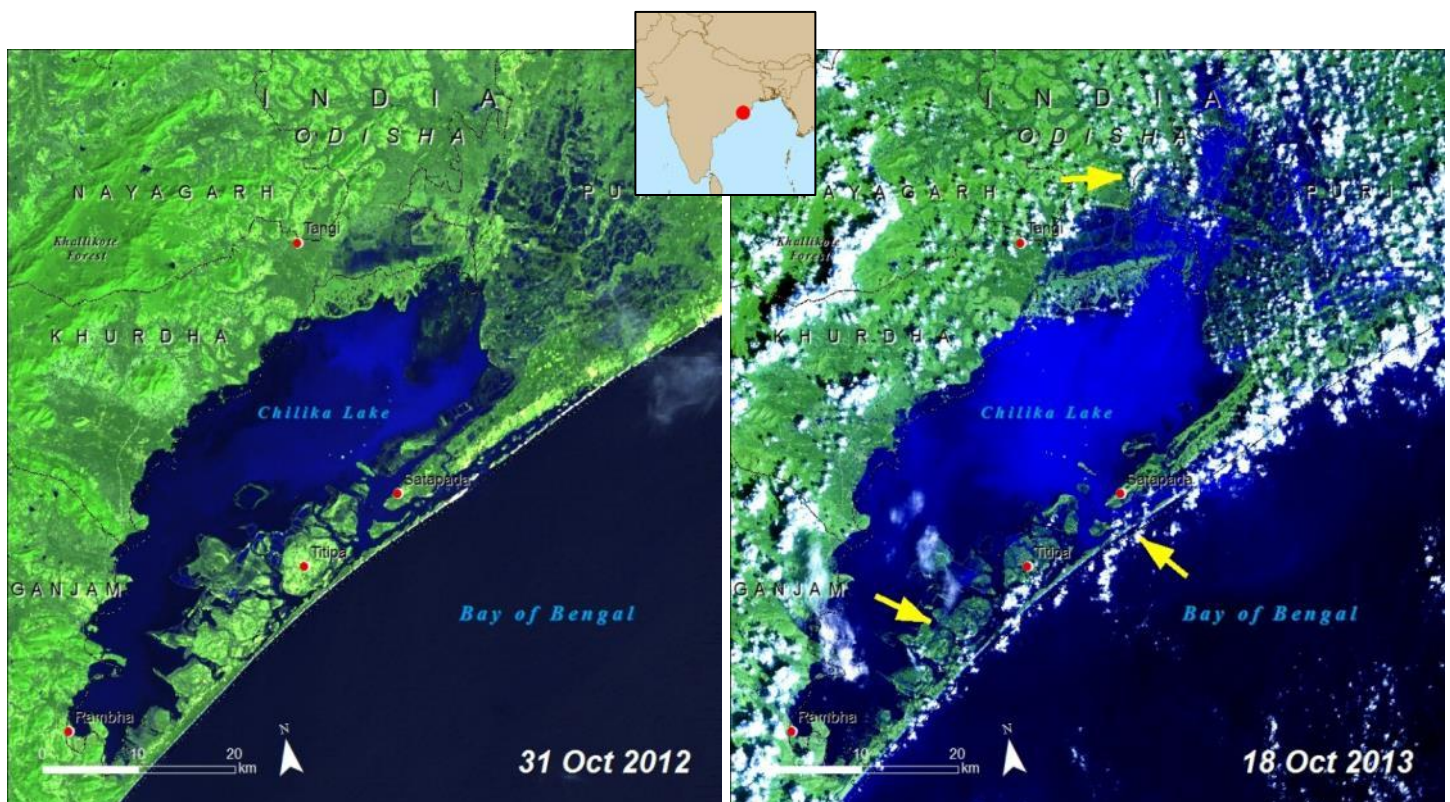 I N D I A
O D I S H A
N A Y A G A R H
P U
Tangi
Khallikote
Forest
K H U R D H A
Chilika Lake
Satapada
Titipa
G A N J A M
Bay of Bengal
Rambha
0 10 20
km
N
31 Oct 2012
I N D I A
O D I S H A
A Y A G A R H
P U R I
Tangi
Khallikote
Forest
K H U R D H A
Chilika Lake
Satapada
Titipa
G A N J A M
Bay of Bengal
Rambha
0 10 20
km
N
18 Oct 2013